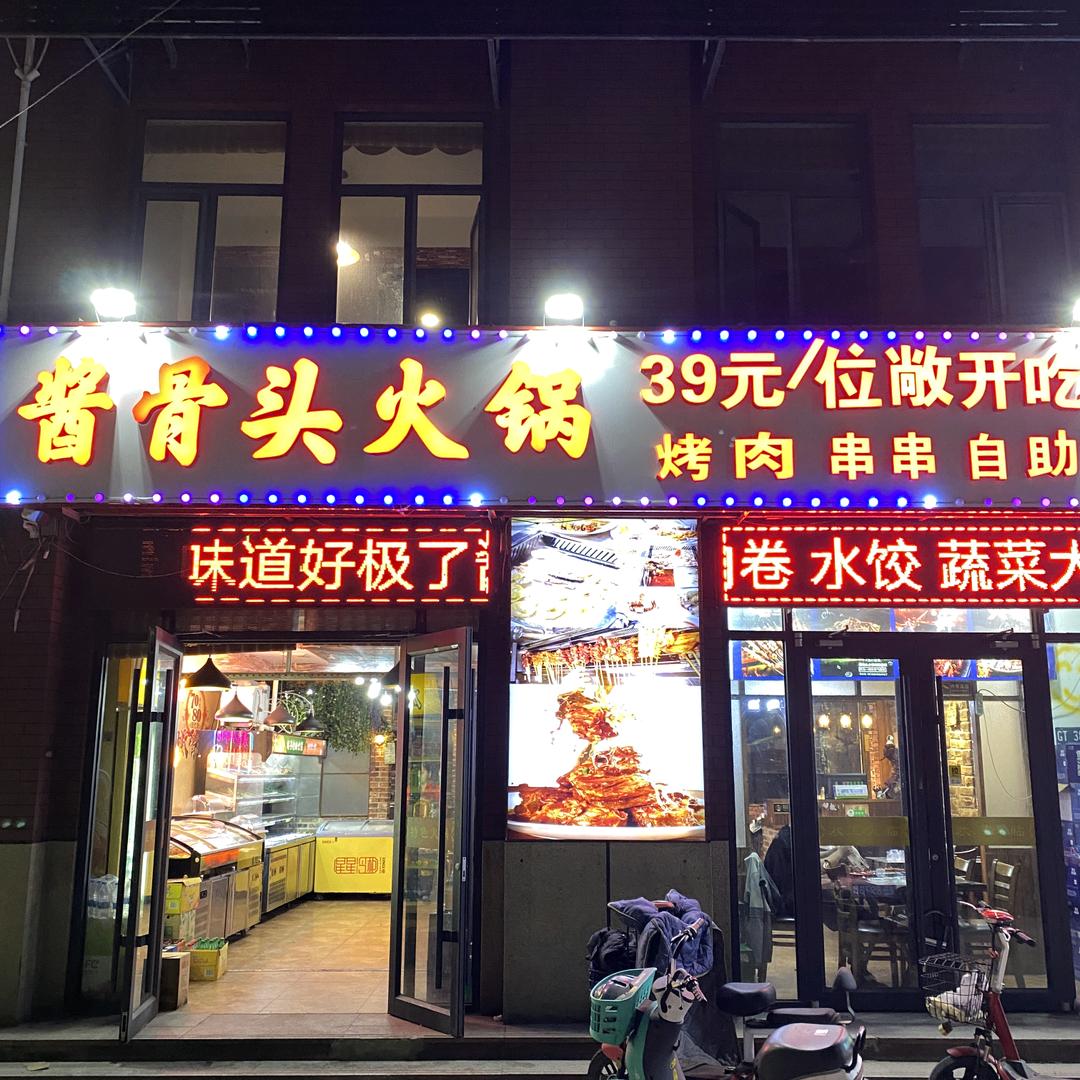 酱骨头火锅
39元/位敞开吃
烤肉 串串 自助
味道好极了
卷 水饺 蔬菜大